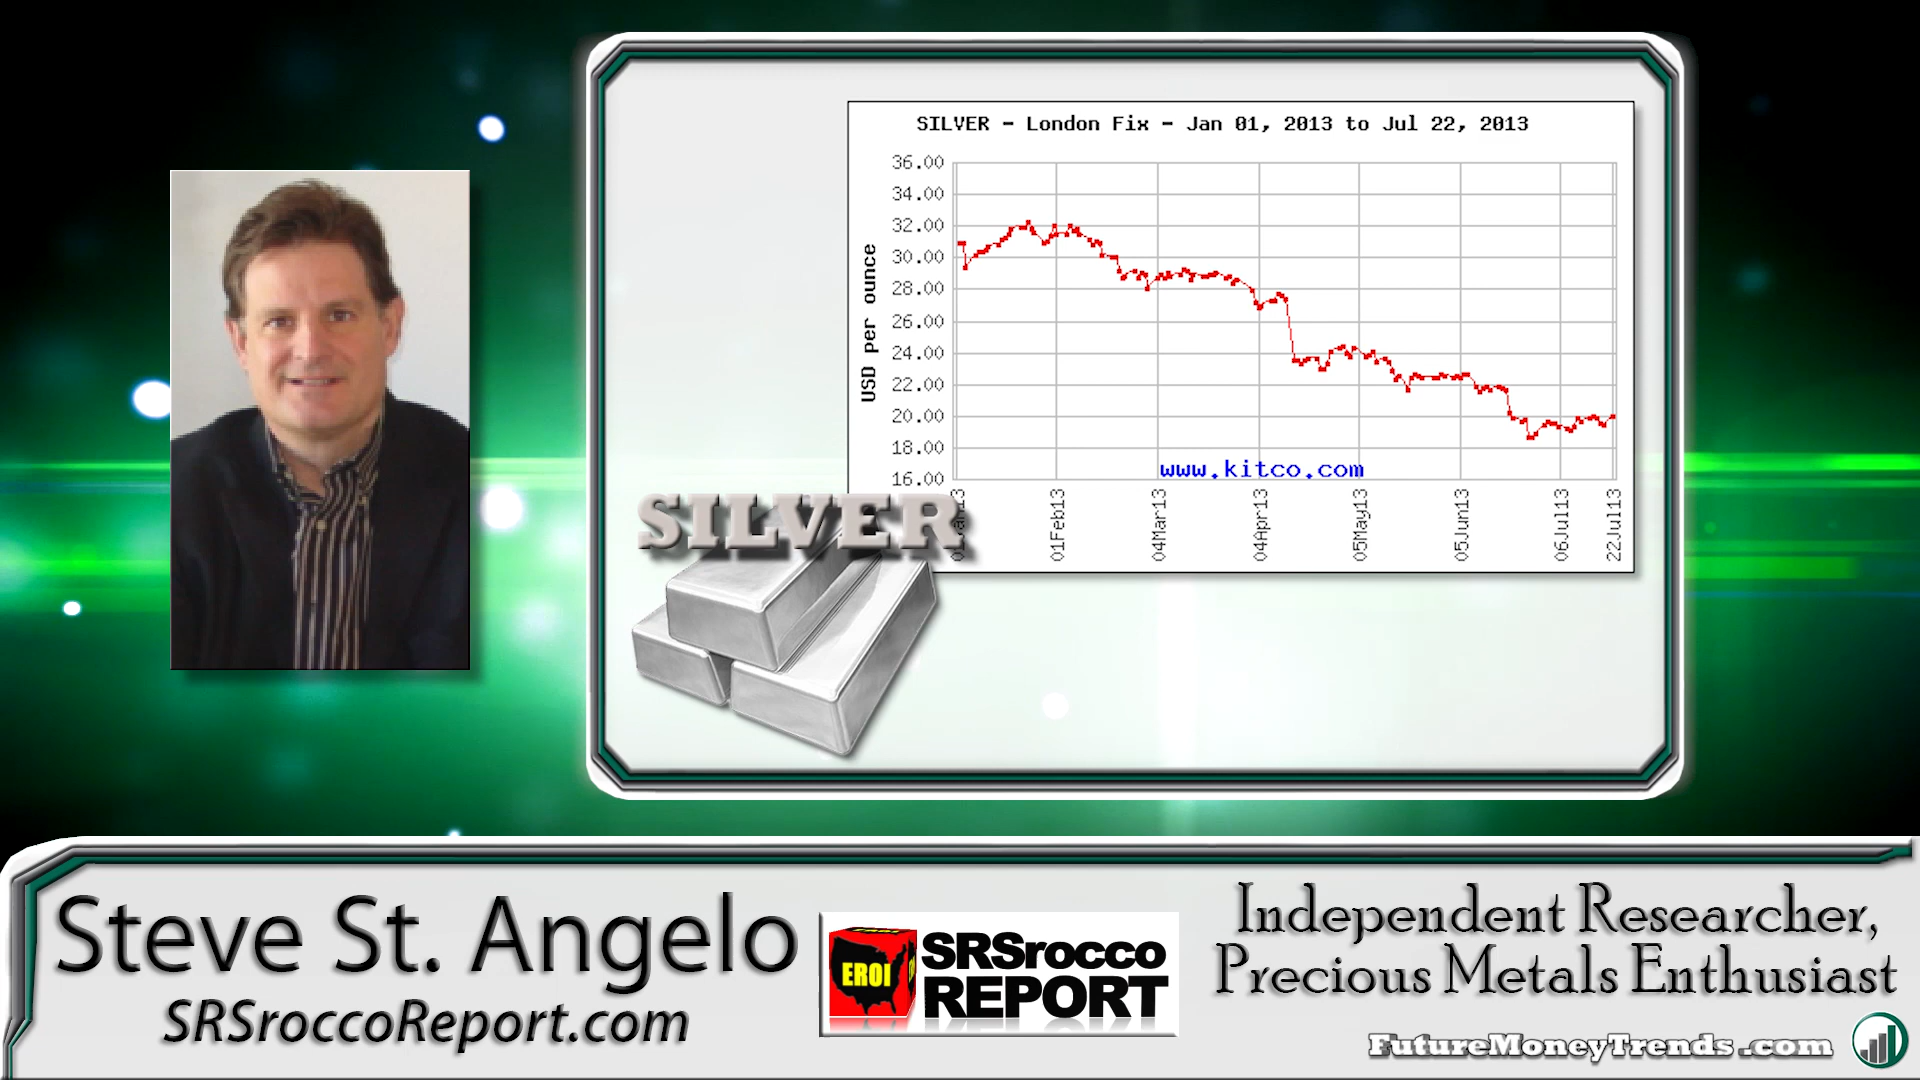 SILVER - London Fix - Jan 01, 2013 to Jul 22, 2013
36.00
34.00
32.00
30.00
28.00
26.00
24.00
22.00
20.00
18.00
16.00
USD per ounce
www.kitco.com
01Feb13
04Mar13
04Apr13
05May13
05Jun13
06Jul13
22Jul13
SILVER
Steve St. Angelo
SRSroccoReport.com
EROI
SRSrocco
REPORT
Independent Researcher,
Precious Metals Enthusiast
FutureMoneyTrends.com